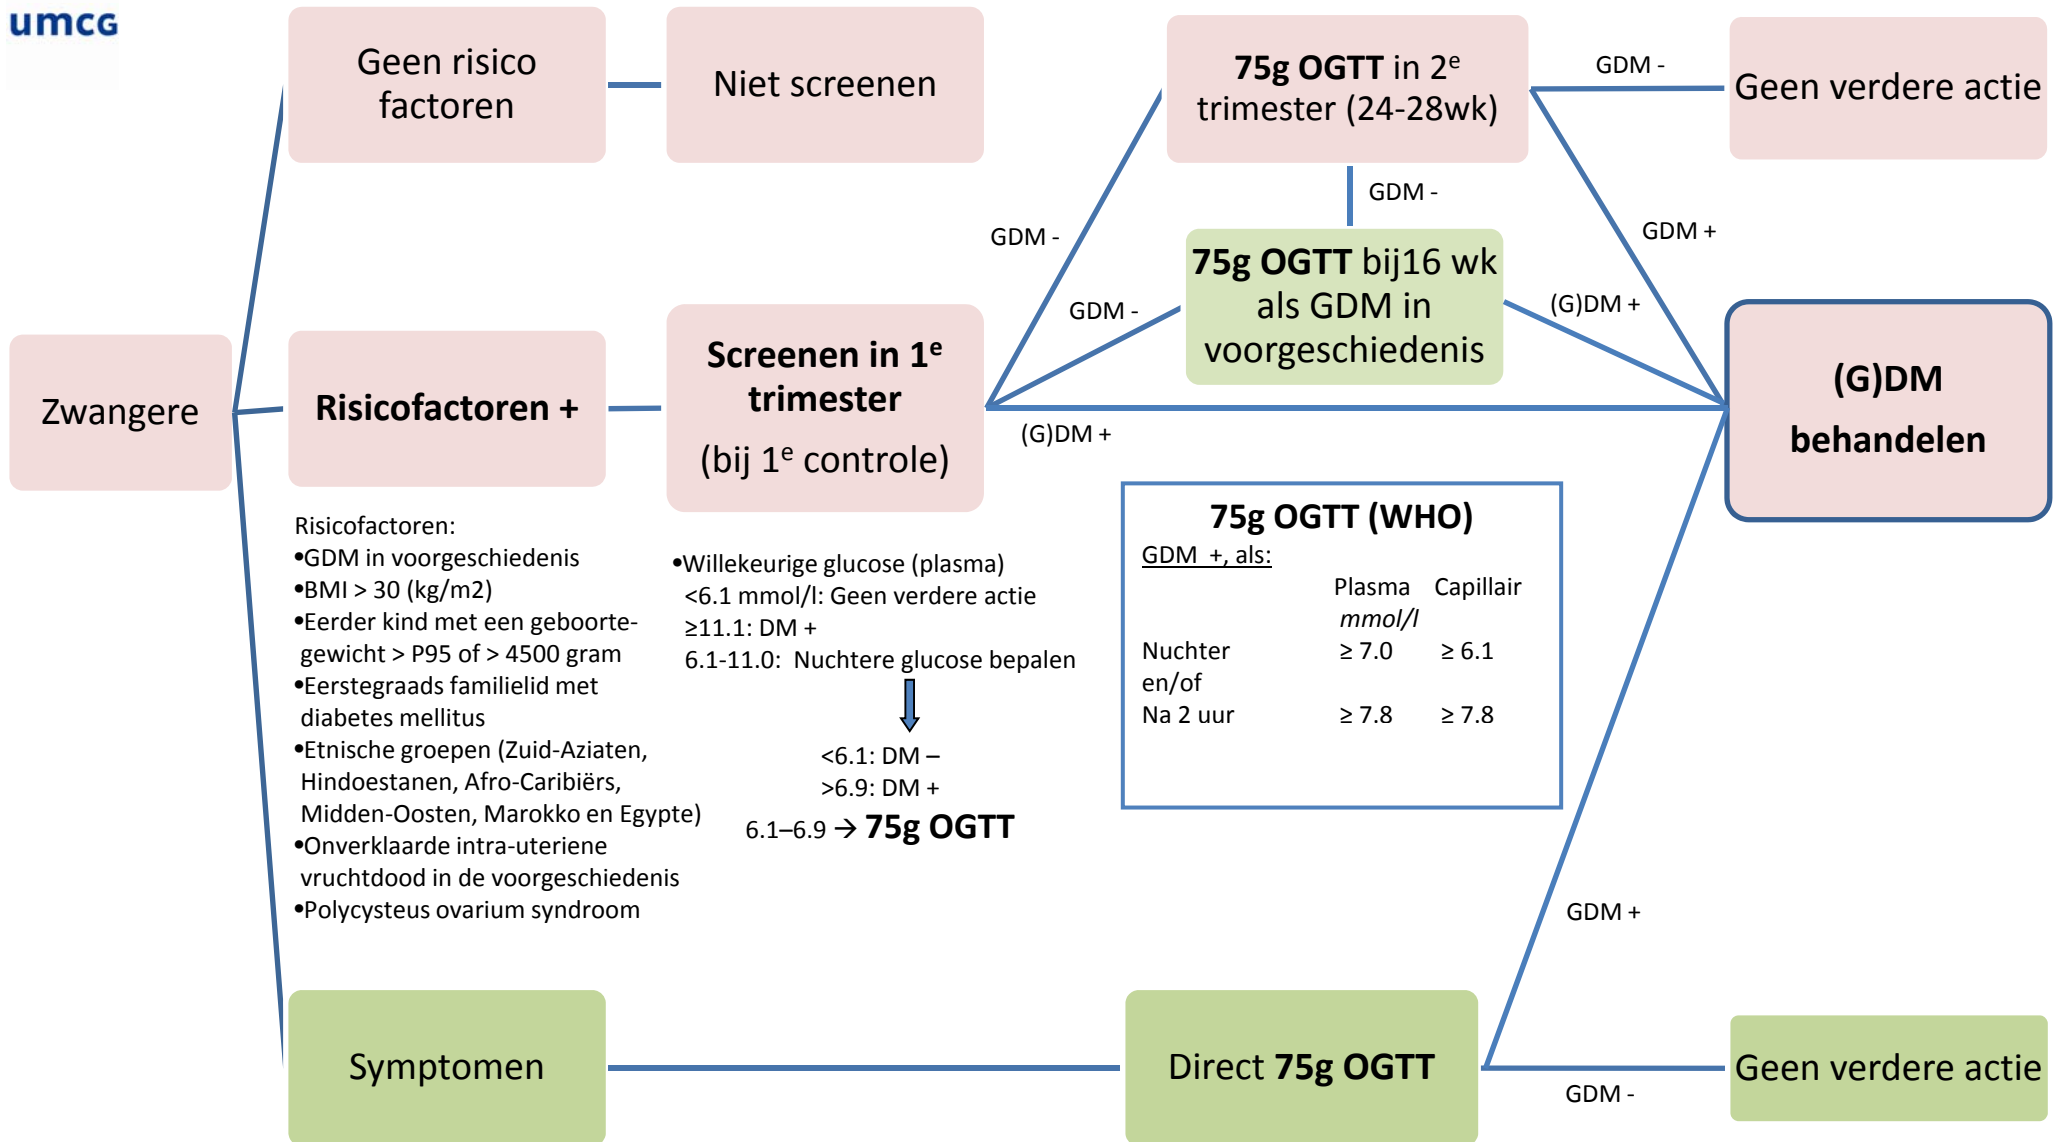 umcg
Geen risico
factoren
Niet screenen
75g OGTT in 2e
trimester (24-28wk)
GDM -
Geen verdere actie
GDM -
GDM -
GDM +
75g OGTT bij16 wk
als GDM in
voorgeschiedenis
GDM -
(G)DM +
Zwangere
Risicofactoren +
Screenen in 1e
trimester
(bij 1e controle)
(G)DM +
(G)DM
behandelen
Risicofactoren:
•GDM in voorgeschiedenis
•BMI > 30 (kg/m2)
•Eerder kind met een geboorte-
gewicht > P95 of > 4500 gram
•Eerstegraads familielid met
diabetes mellitus
•Etnische groepen (Zuid-Aziaten,
Hindoestanen, Afro-Caribiërs,
Midden-Oosten, Marokko en Egypte)
•Onverklaarde intra-uteriene
vruchtdood in de voorgeschiedenis
•Polycysteus ovarium syndroom
•Willekeurige glucose (plasma)
<6.1 mmol/l: Geen verdere actie
≥11.1: DM +
6.1-11.0: Nuchtere glucose bepalen
<6.1: DM –
>6.9: DM +
6.1–6.9 → 75g OGTT
75g OGTT (WHO)
GDM +, als:
Plasma Capillair
mmol/l
Nuchter ≥ 7.0 ≥ 6.1
en/of
Na 2 uur ≥ 7.8 ≥ 7.8
Symptomen
Direct 75g OGTT
GDM +
GDM -
Geen verdere actie